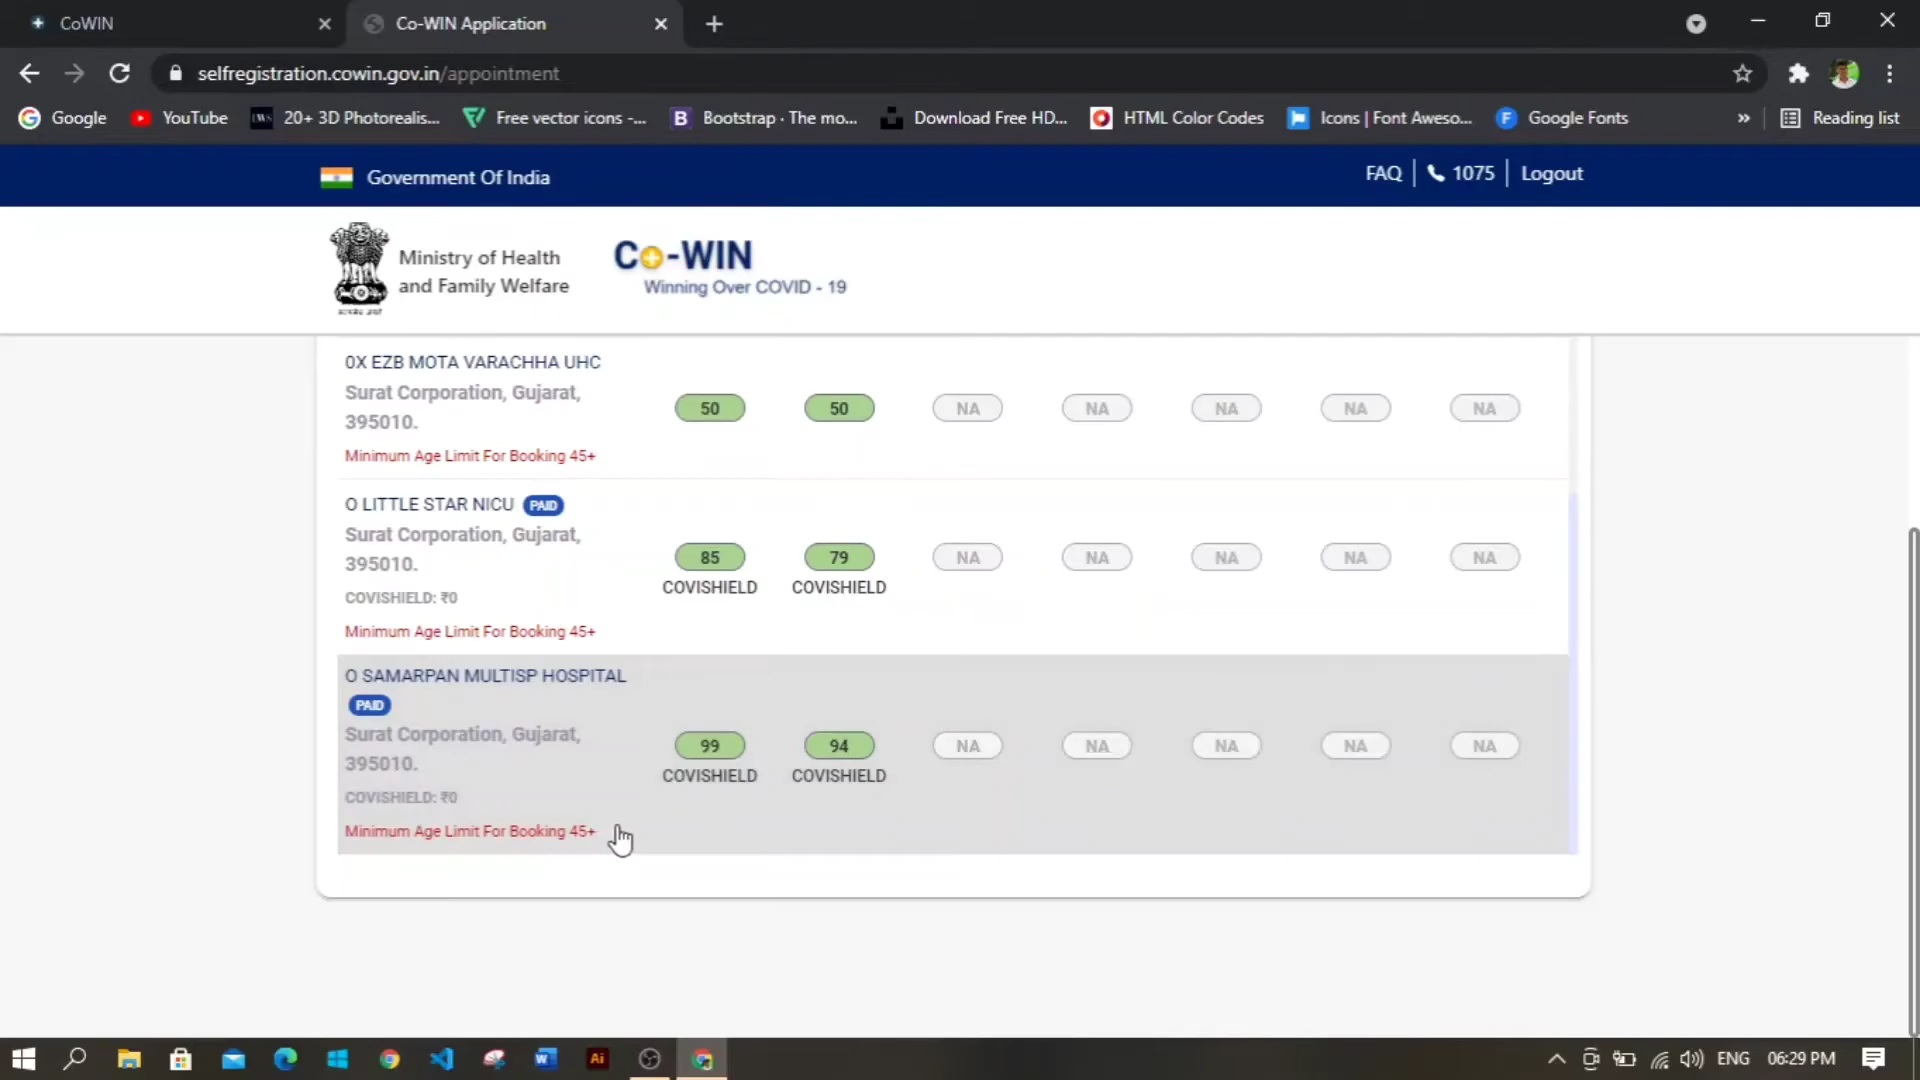 CoWIN
Co-WIN Application
selfregistration.cowin.gov.in/appointment
Google
YouTube
20+ 3D Photorealis...
Free vector icons -...
B
Bootstrap · The mo...
Download Free HD...
HTML Color Codes
Icons | Font Aweso...
F
Google Fonts
»
Reading list
Government Of India
FAQ
1075
Logout
Ministry of Health
and Family Welfare
Co-WIN
Winning Over COVID - 19
0X EZB MOTA VARACHHA UHC
Surat Corporation, Gujarat,
395010.
Minimum Age Limit For Booking 45+
50 50 NA NA NA NA NA
O LITTLE STAR NICU PAID
Surat Corporation, Gujarat,
395010.
COVISHIELD: ₹0
Minimum Age Limit For Booking 45+
85 79 NA NA NA NA NA
COVISHIELD COVISHIELD
O SAMARPAN MULTISP HOSPITAL
PAID
Surat Corporation, Gujarat,
395010.
COVISHIELD: ₹0
Minimum Age Limit For Booking 45+
99 94 NA NA NA NA NA
COVISHIELD COVISHIELD
W
Ai
ENG
06:29 PM